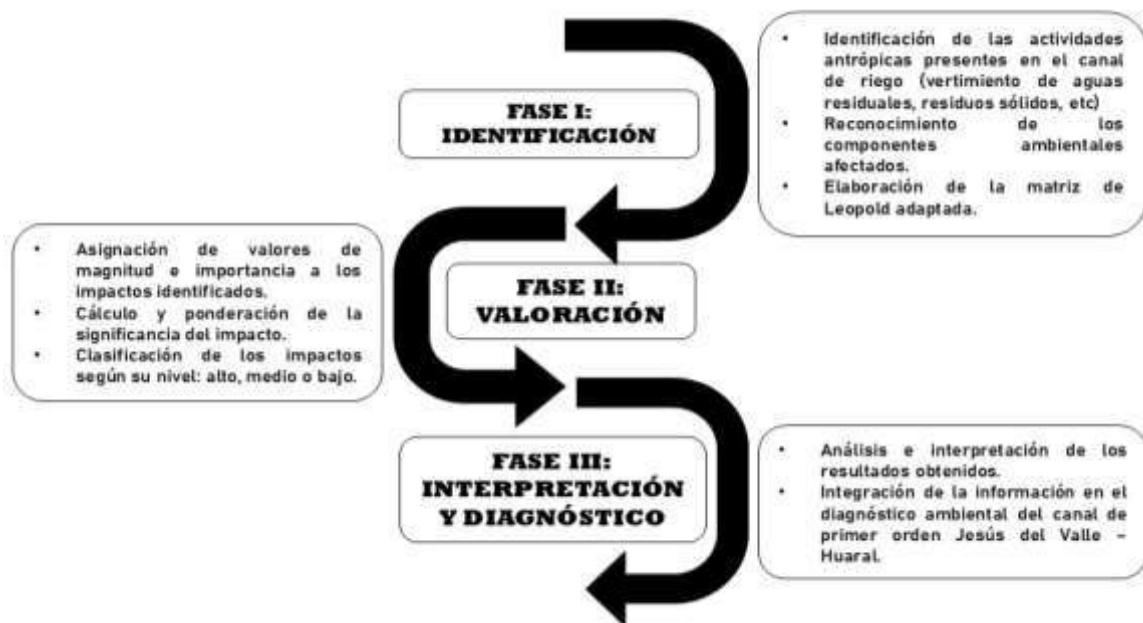 FASE I:
IDENTIFICACIÓN
• Identificación de las actividades
antrópicas presentes en el canal
de riego (vertimiento de aguas
residuales, residuos sólidos, etc)
• Reconocimiento de los
componentes ambientales
afectados.
• Elaboración de la matriz de
Leopold adaptada.
FASE II:
VALORACIÓN
• Asignación de valores de
magnitud e importancia a los
impactos identificados.
• Cálculo y ponderación de la
significancia del impacto.
• Clasificación de los impactos
según su nivel: alto, medio o bajo.
FASE III:
INTERPRETACIÓN
Y DIAGNÓSTICO
• Análisis e interpretación de los
resultados obtenidos.
• Integración de la información en el
diagnóstico ambiental del canal de
primer orden Jesús del Valle –
Huaral.